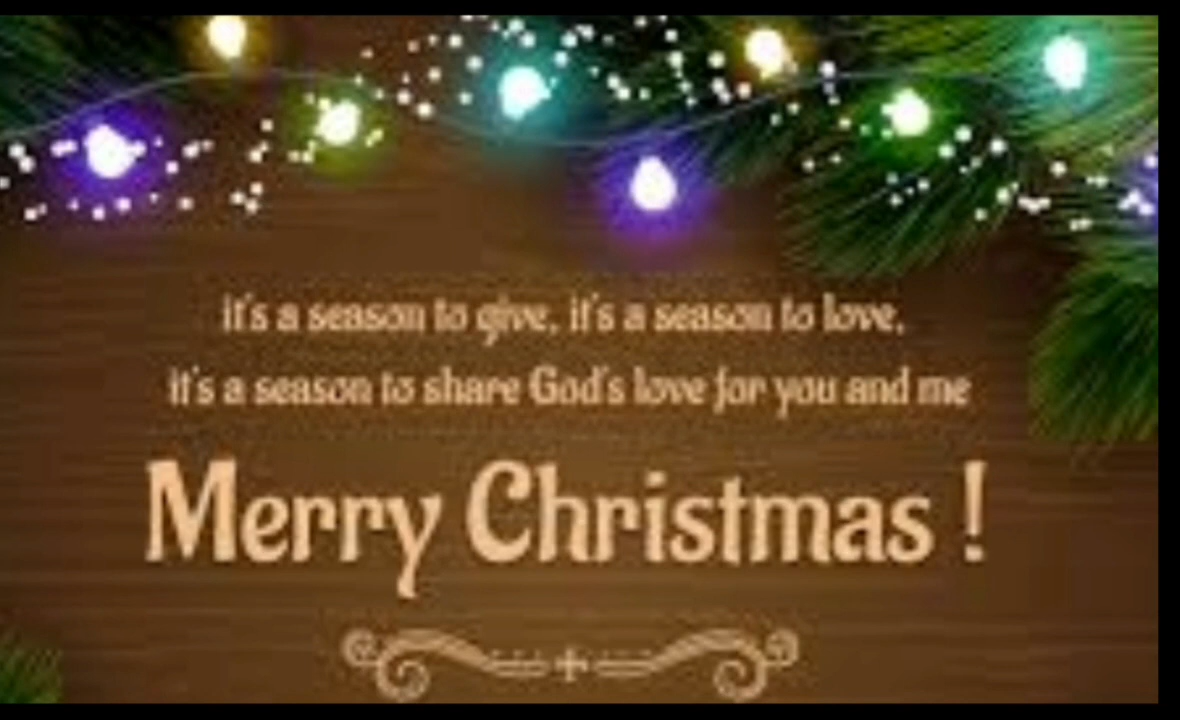 it's a season to give, it's a season to love,
it's a season to share God's love for you and me
Merry Christmas !